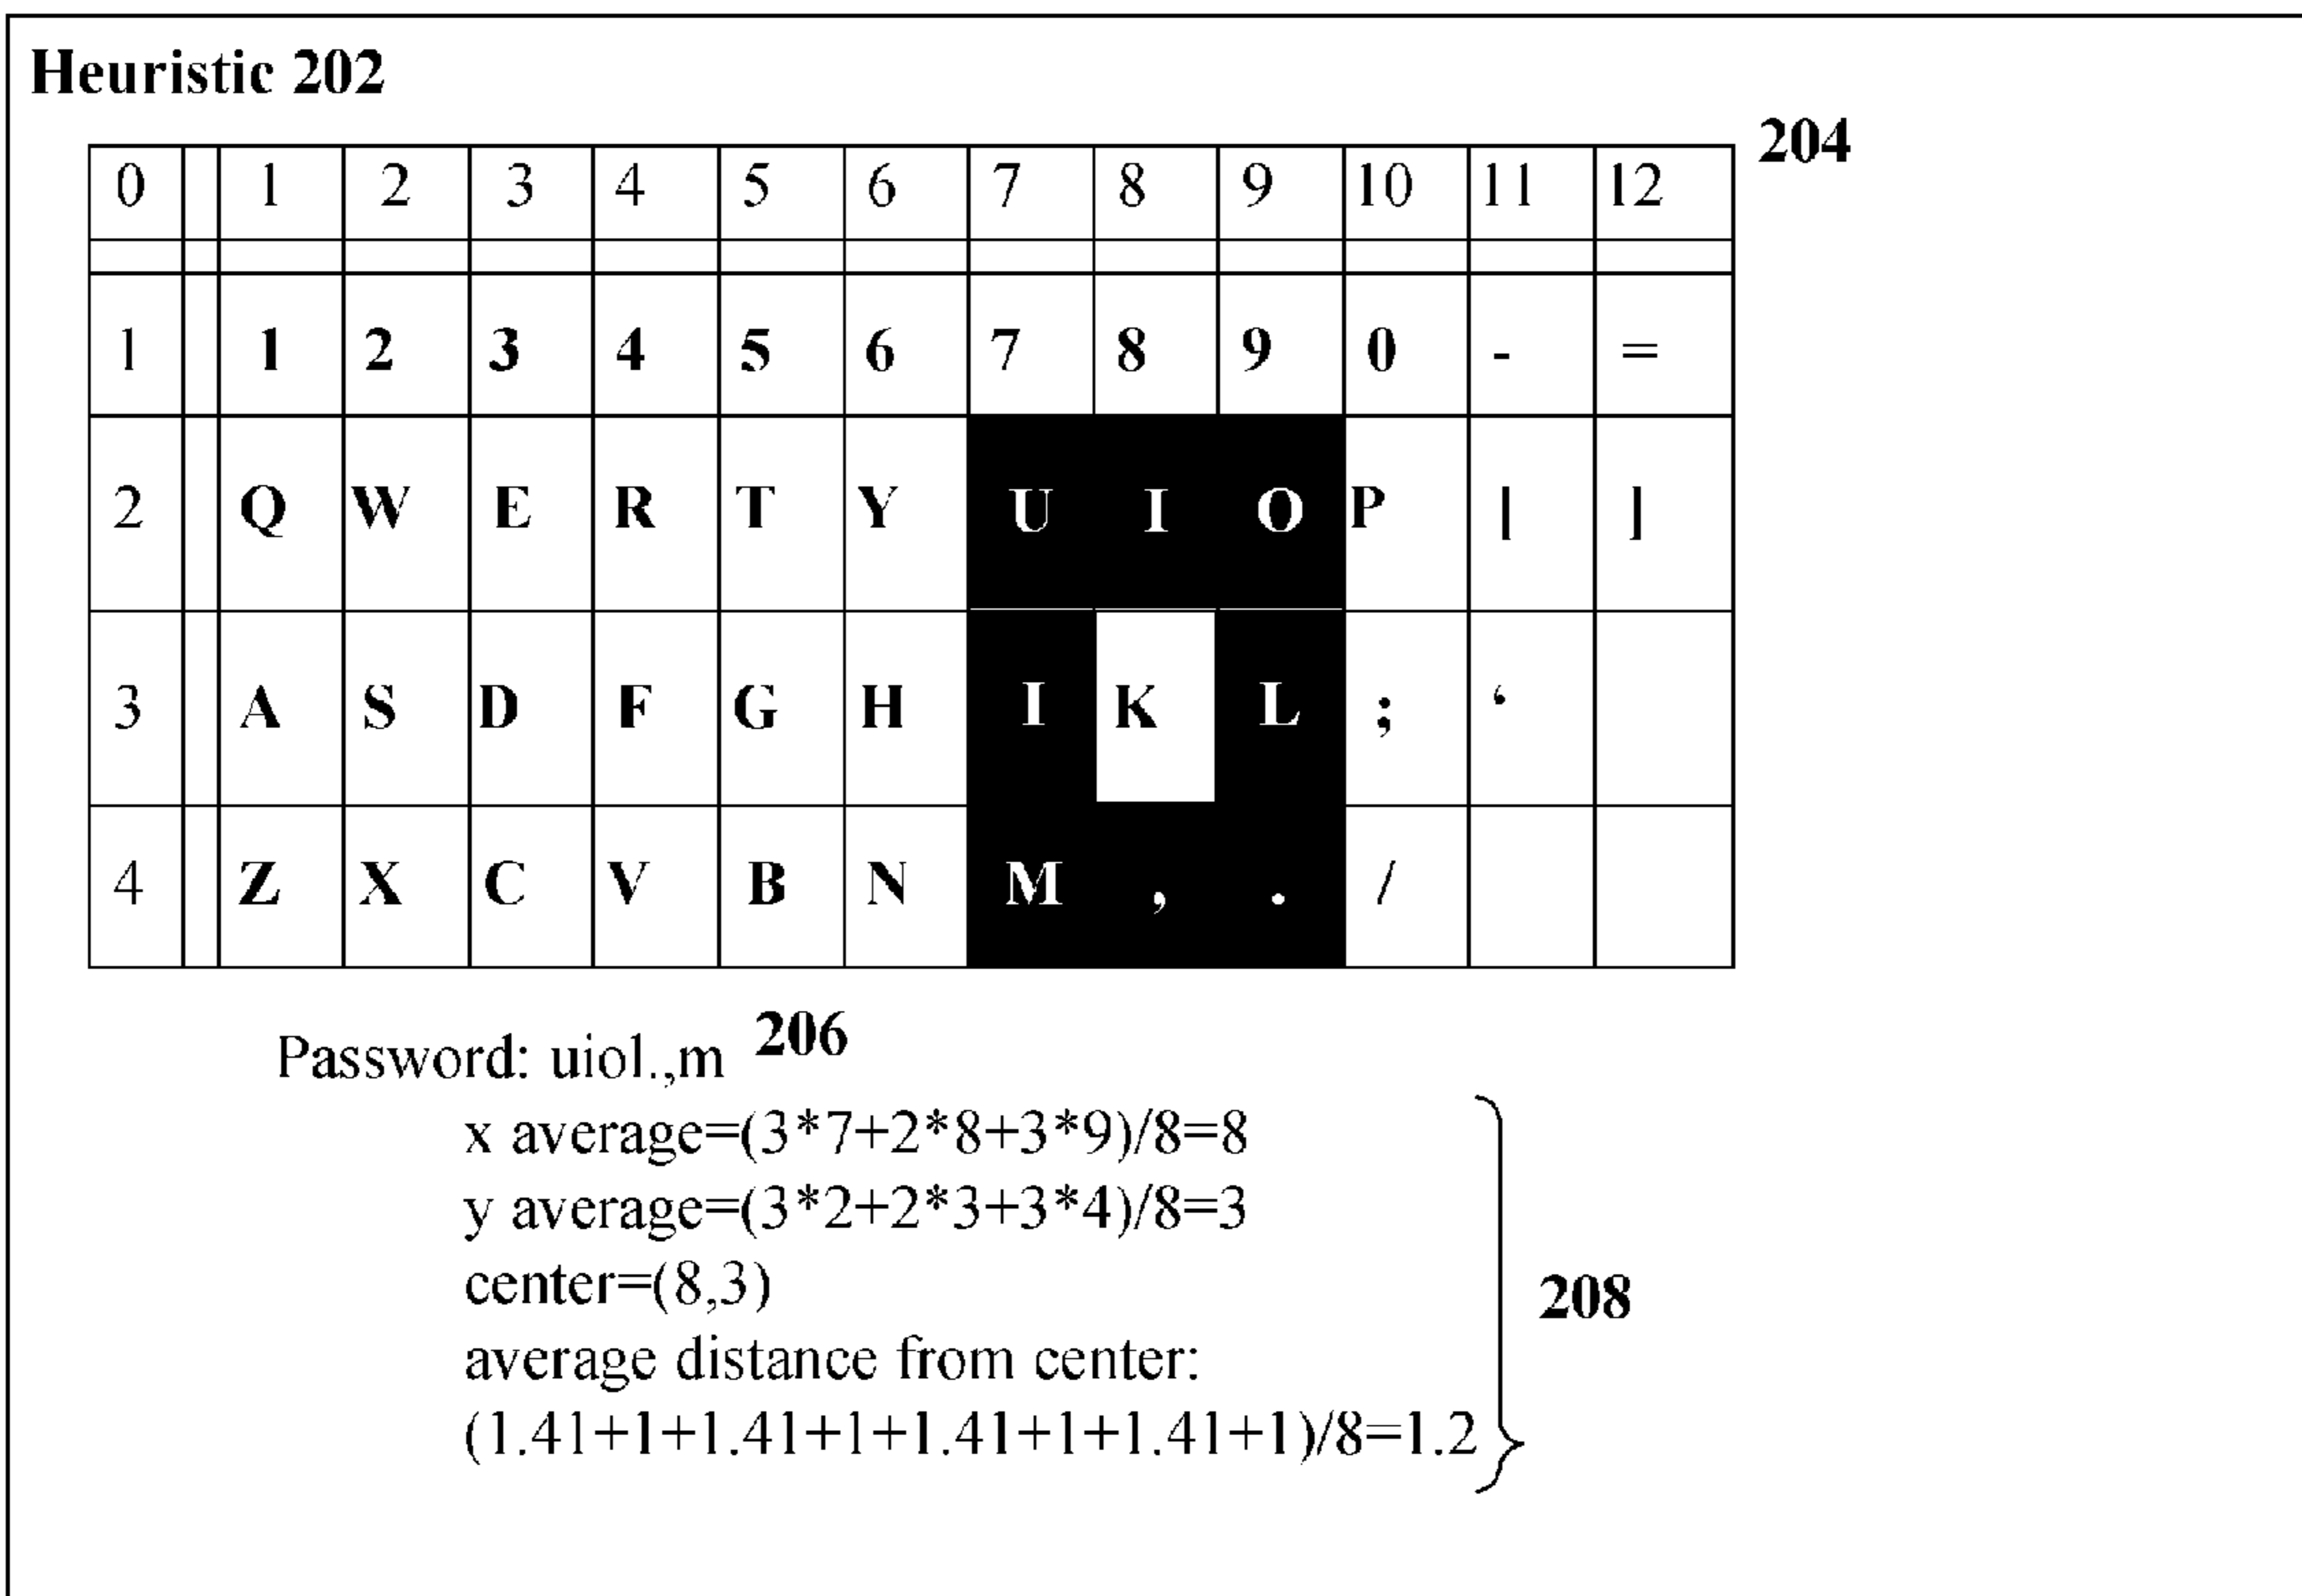 Heuristic 202
204
0 1 2 3 4 5 6 7 8 9 10 11 12
1 1 2 3 4 5 6 7 8 9 0 - =
2 Q W E R T Y U I O P [ ]
3 A S D F G H I K L ; ‘
4 Z X C V B N M , . /
Password: uiol.,m 206
x average=(3*7+2*8+3*9)/8=8
y average=(3*2+2*3+3*4)/8=3
center=(8,3)
208
average distance from center:
(1.41+1+1.41+1+1.41+1+1.41+1)/8=1.2